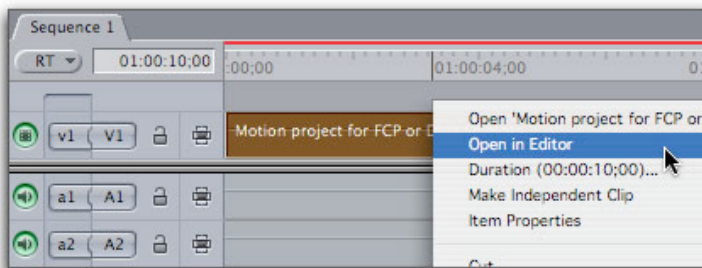 Sequence 1
RT 01:00:10;00 :00;00 01:00:04;00 0
v1 V1 Motion project for FCP or
Open 'Motion project for FCP or
Open in Editor
Duration (00:00:10;00)...
a1 A1 Make Independent Clip
Item Properties
a2 A2
Cut